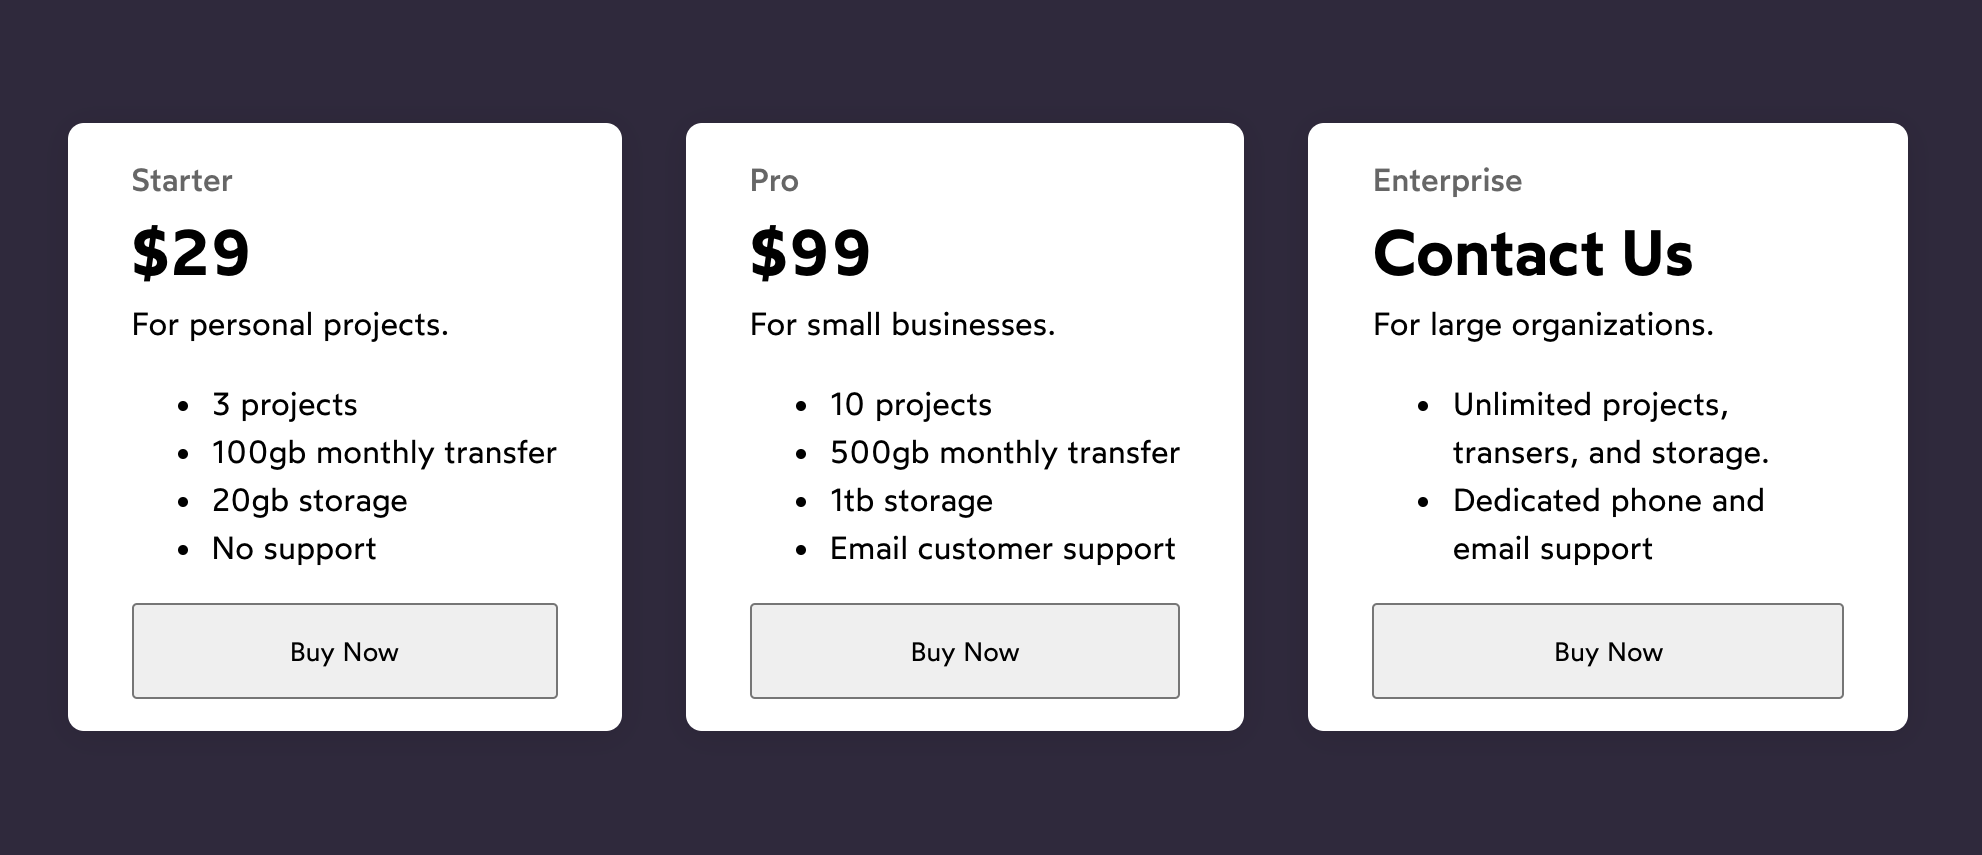 Starter
$29
For personal projects.
3 projects
100gb monthly transfer
20gb storage
No support
Buy Now
Pro
$99
For small businesses.
10 projects
500gb monthly transfer
1tb storage
Email customer support
Buy Now
Enterprise
Contact Us
For large organizations.
Unlimited projects,
transers, and storage.
Dedicated phone and
email support
Buy Now